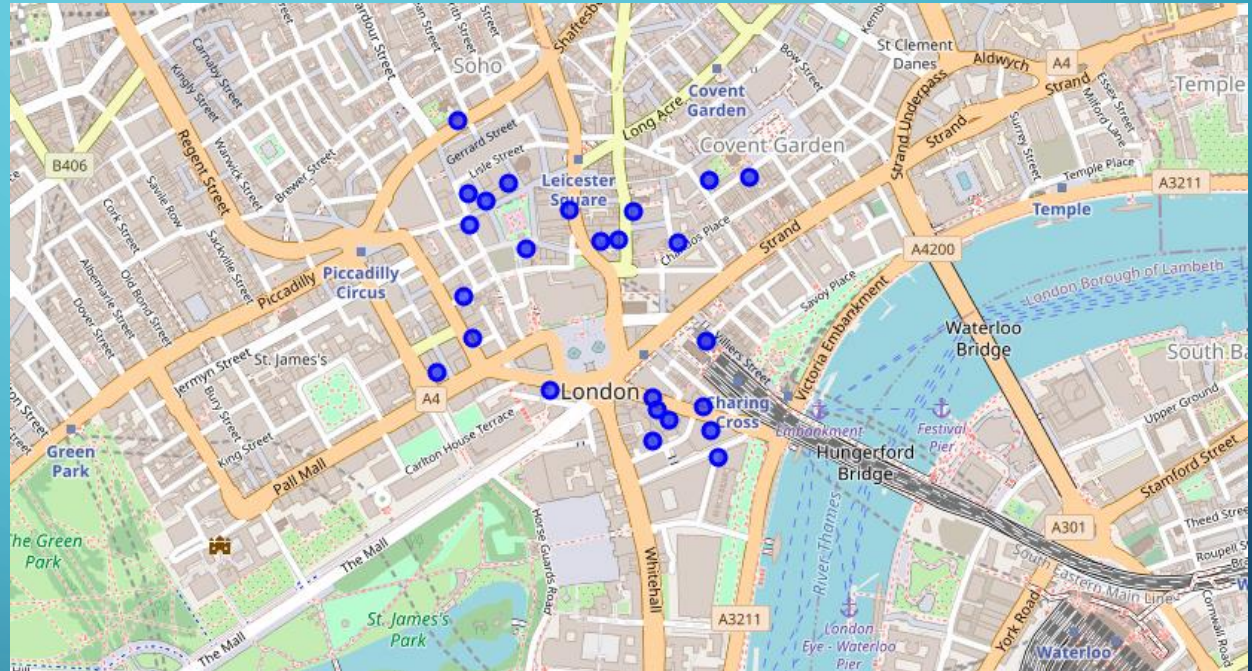 Soho
Shaftesb
Carnaby Street
Kingly Street
Regent Street
Warwick Street
Brewer Street
Savile Row
Cork Street
Sackville Street
Old Bond Street
Albemarle Street
Dover Street
B406
Gerrard Street
Lisle Street
Long Acre
Covent
Garden
Bow Street
Covent Garden
St Clement
Danes
Aldwych
A4
Strand
Essex Street
Milford Lane
Temple
Surrey Street
Strand Underpass
Strand
Temple Place
A3211
Temple
Leicester
Square
Chandos Place
Strand
Savoy Place
A4200
London Borough of Lambeth
Piccadilly
Circus
Piccadilly
Jermyn Street
St. James's
Bury Street
King Street
Pall Mall
A4
Carlton House Terrace
London
Villiers Street
Victoria Embankment
Charing
Cross
Embankment
Festival
Pier
Hungerford
Bridge
Waterloo
Bridge
South Ba
Upper Ground
Stamford Street
Green
Park
The Green
Park
The Mall
The Mall
Horse Guards Road
St. James's
Park
Whitehall
A3211
River Thames
London
Eye - Waterloo
Pier
A301
Theed Stree
Roupell S
South Eastern Main Line
York Road
Waterloo
Cornwall Road